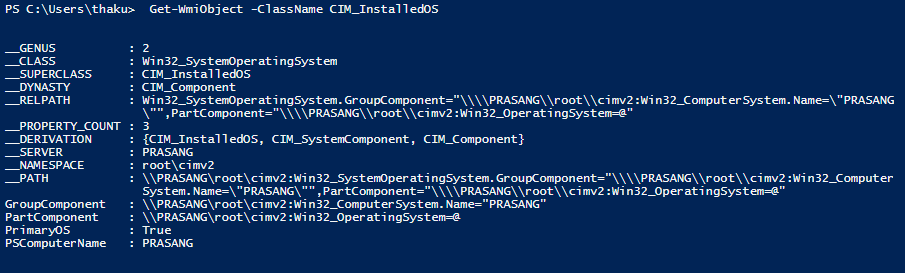 PS C:\Users\thaku>  Get-WmiObject -ClassName CIM_InstalledOS
__GENUS          : 2
__CLASS          : Win32_SystemOperatingSystem
__SUPERCLASS     : CIM_InstalledOS
__DYNASTY        : CIM_Component
__RELPATH        : Win32_SystemOperatingSystem.GroupComponent="\\\\PRASANG\\root\\cimv2:Win32_ComputerSystem.Name=\"PRASANG
                   \"",PartComponent="\\\\PRASANG\\root\\cimv2:Win32_OperatingSystem=@"
__PROPERTY_COUNT : 3
__DERIVATION     : {CIM_InstalledOS, CIM_SystemComponent, CIM_Component}
__SERVER         : PRASANG
__NAMESPACE      : root\cimv2
__PATH           : \\PRASANG\root\cimv2:Win32_SystemOperatingSystem.GroupComponent="\\\\PRASANG\\root\\cimv2:Win32_Computer
                   System.Name=\"PRASANG\"",PartComponent="\\\\PRASANG\\root\\cimv2:Win32_OperatingSystem=@"
GroupComponent   : \\PRASANG\root\cimv2:Win32_ComputerSystem.Name="PRASANG"
PartComponent    : \\PRASANG\root\cimv2:Win32_OperatingSystem=@
PrimaryOS        : True
PSComputerName   : PRASANG